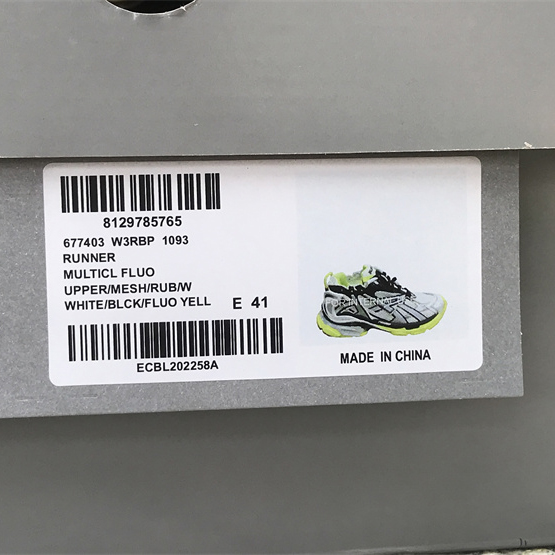 8129785765
677403 W3RBP 1093
RUNNER
MULTICL FLUO
UPPER/MESH/RUB/W
WHITE/BLCK/FLUO YELL E 41
ECBL202258A
MADE IN CHINA